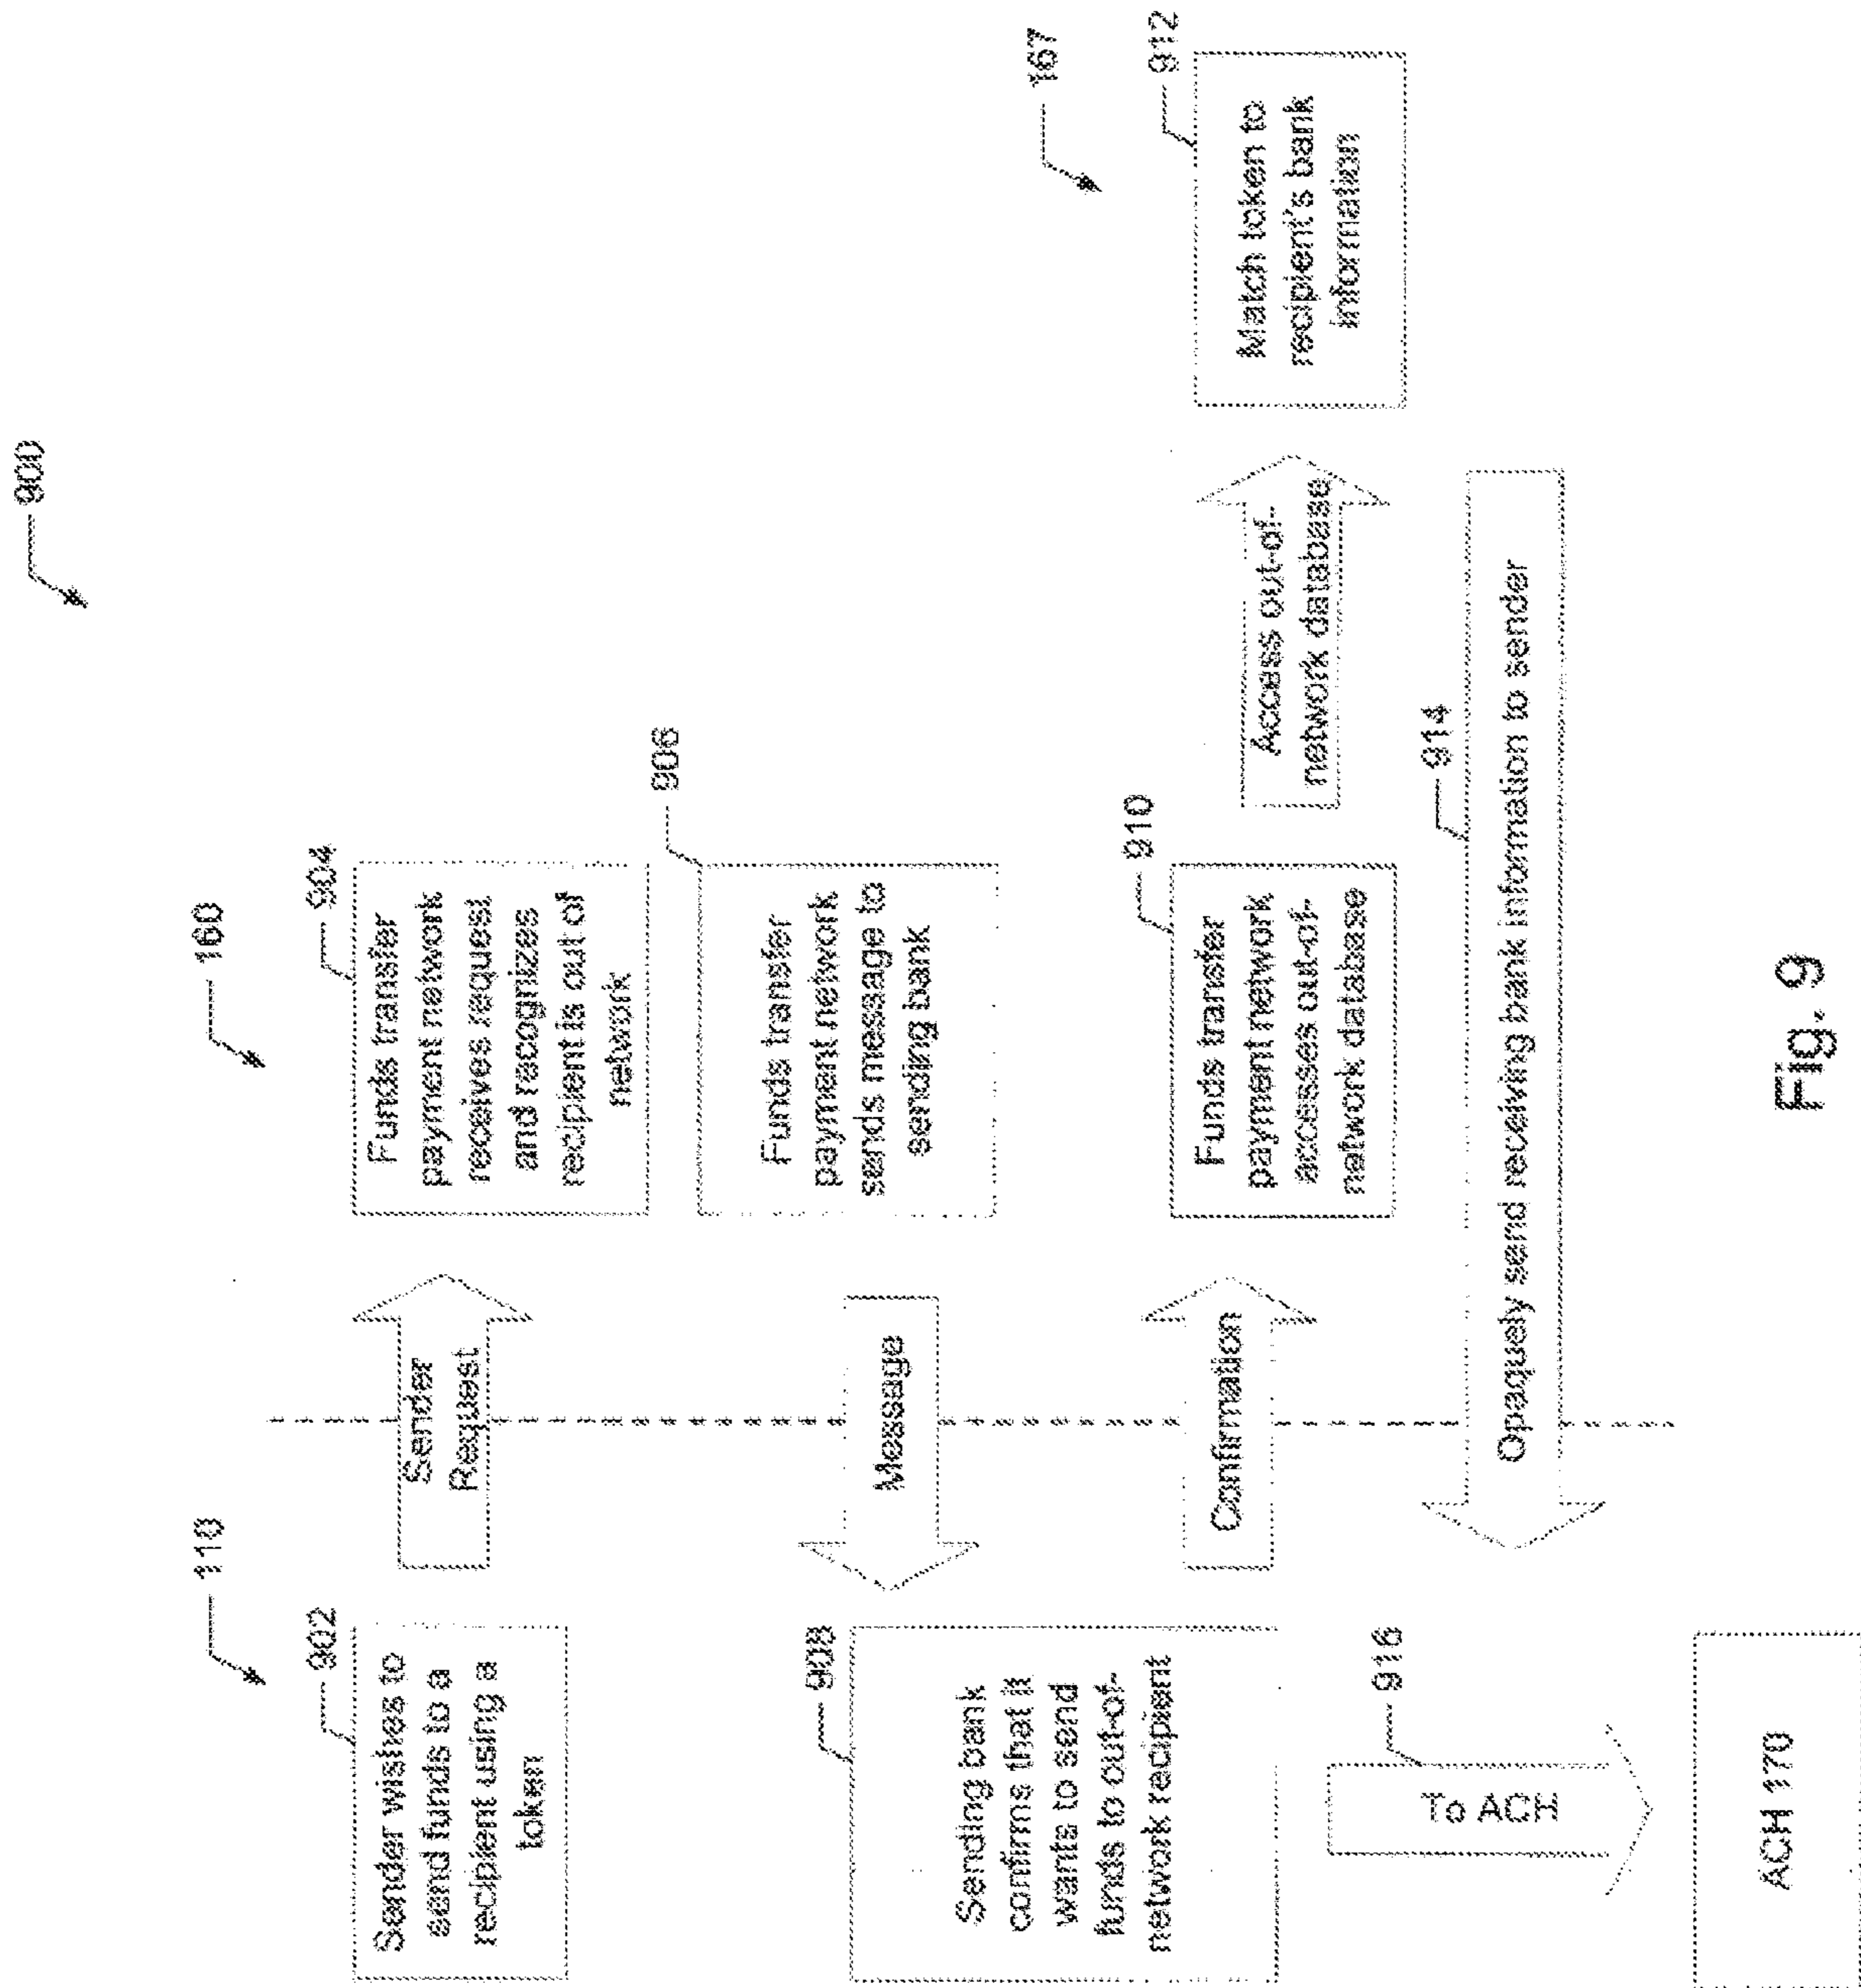 900
110
160
167
902
Sender wishes to
send funds to a
recipient using a
token
Sender
Request
904
Funds transfer
payment network
receives request
and recognizes
recipient is out of
network
906
Funds transfer
payment network
sends message to
sending bank
Message
908
Sending bank
confirms that it
wants to send
funds to out-of-
network recipient
Confirmation
910
Funds transfer
payment network
accesses out-of-
network database
Access out-of-
network database
912
Match token to
recipient's bank
information
914
Opaquely send receiving bank information to sender
916
To ACH
ACH 170
Fig. 9